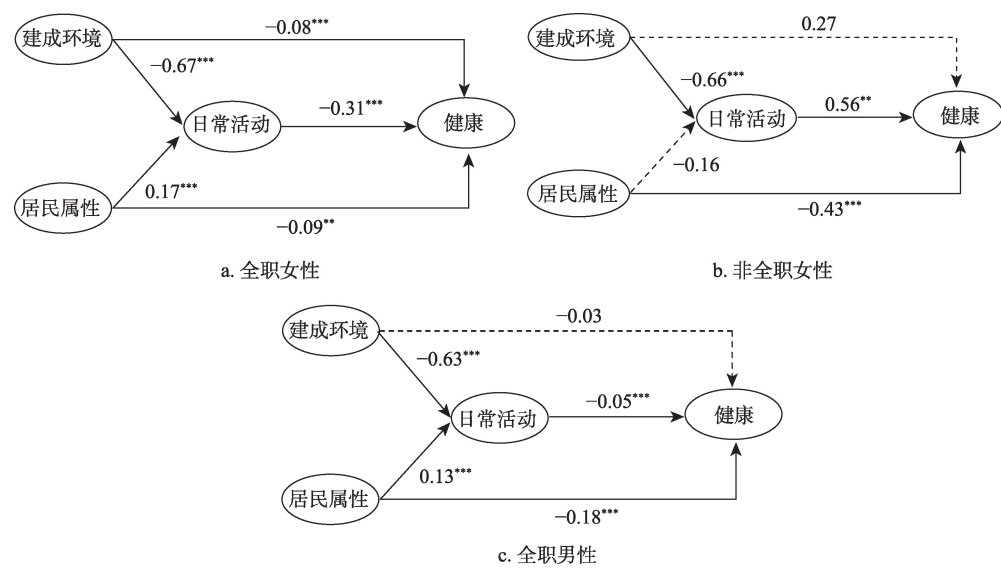 建成环境
−0.08***
−0.67***
日常活动
−0.31***
健康
居民属性
0.17***
−0.09**
a. 全职女性
建成环境
0.27
−0.66***
日常活动
0.56**
健康
居民属性
−0.16
−0.43***
b. 非全职女性
建成环境
−0.03
−0.63***
日常活动
−0.05***
健康
居民属性
0.13***
−0.18***
c. 全职男性